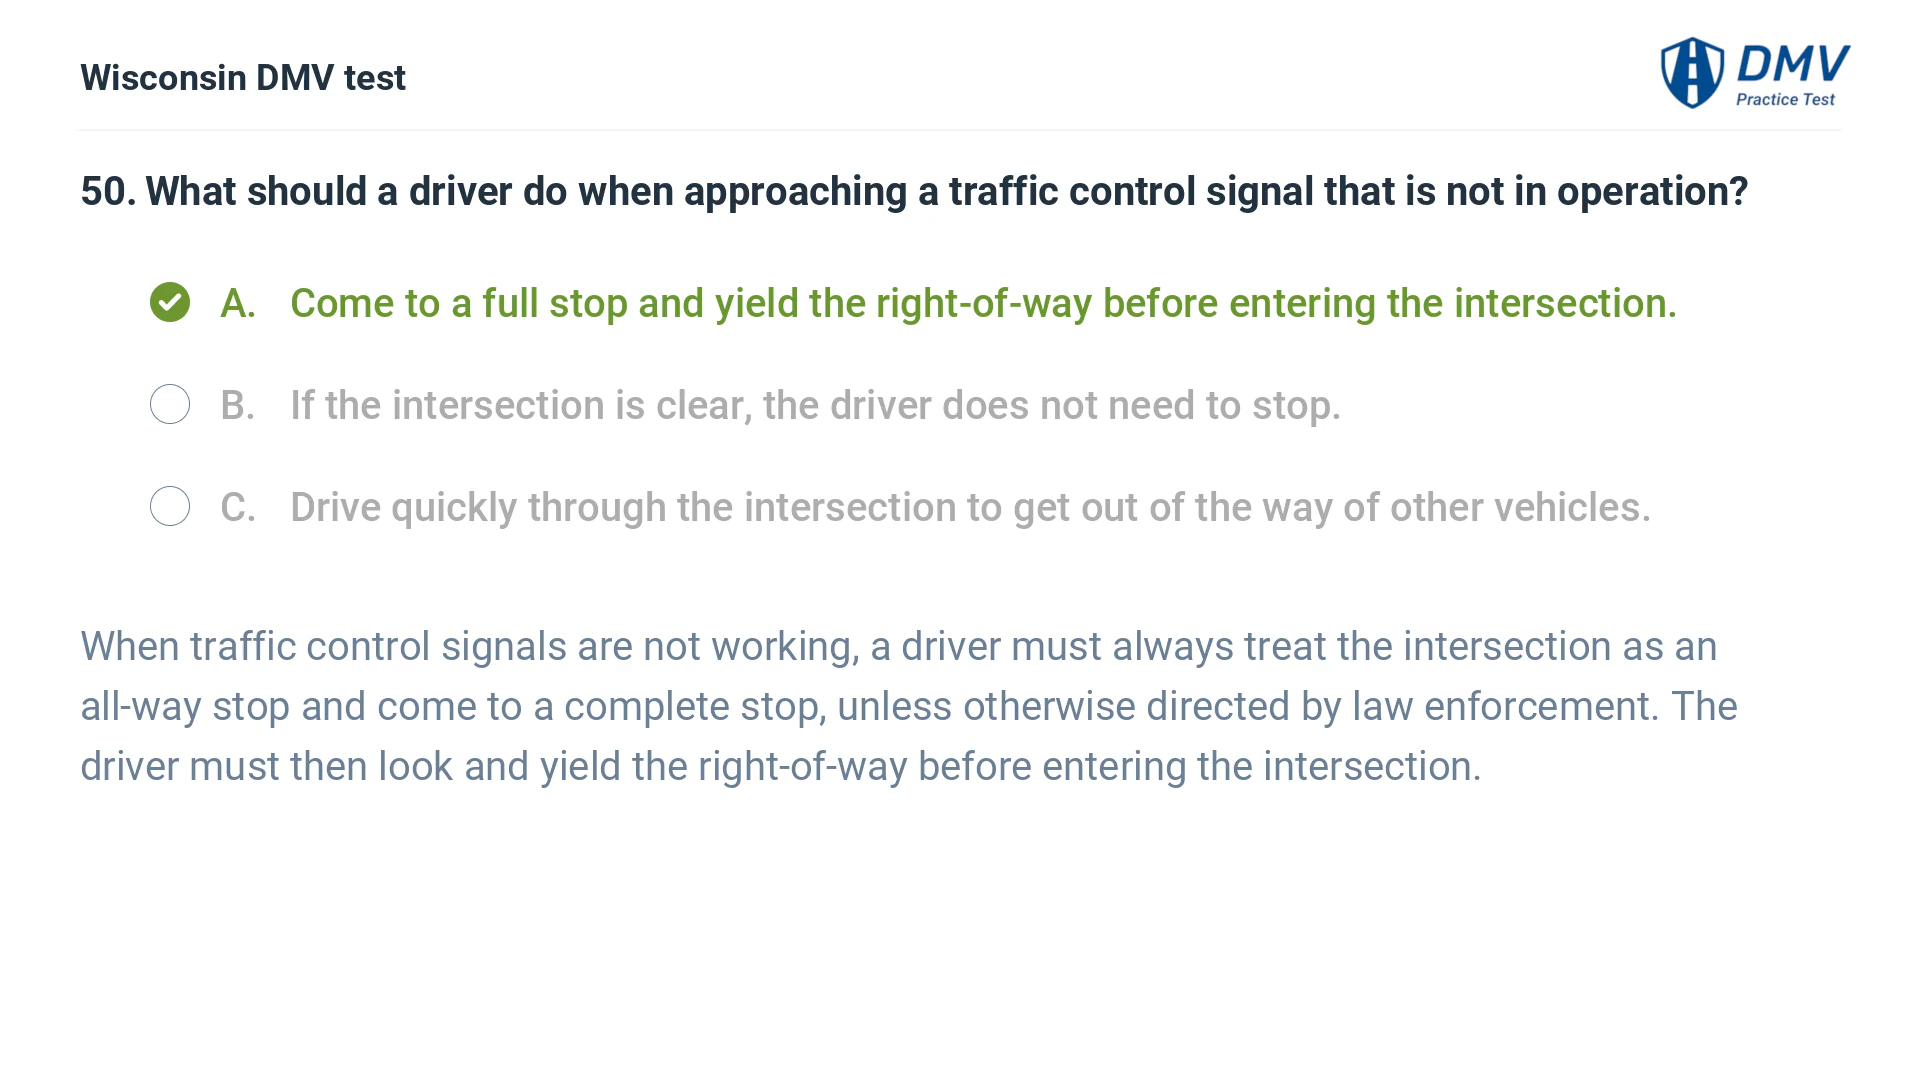 Wisconsin DMV test
DMV
Practice Test
50. What should a driver do when approaching a traffic control signal that is not in operation?
A. Come to a full stop and yield the right-of-way before entering the intersection.
B. If the intersection is clear, the driver does not need to stop.
C. Drive quickly through the intersection to get out of the way of other vehicles.
When traffic control signals are not working, a driver must always treat the intersection as an
all-way stop and come to a complete stop, unless otherwise directed by law enforcement. The
driver must then look and yield the right-of-way before entering the intersection.